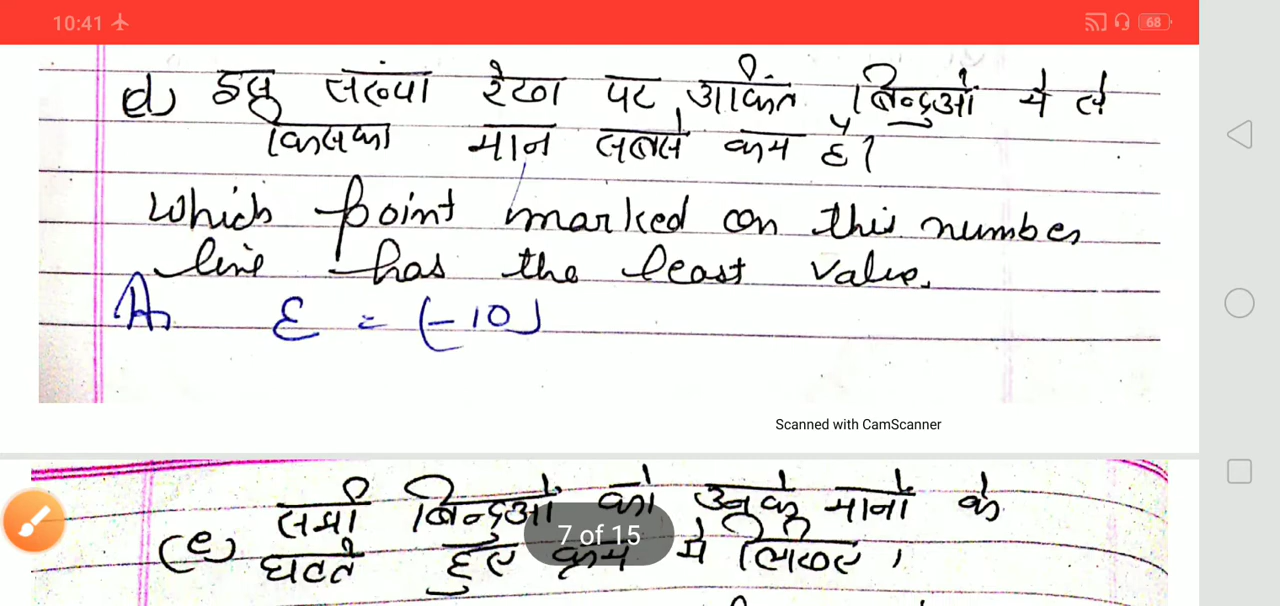 10:41
68
d) इस संख्या रेखा पर अंकित बिन्दुओं में से
किसका मान सबसे कम है?
which point marked on this number
line has the least value.
A E = (-10)
Scanned with CamScanner
(e) सभी बिन्दुओं को उनके मानों के
घटते हुए क्रम में लिखिए।
7 of 15